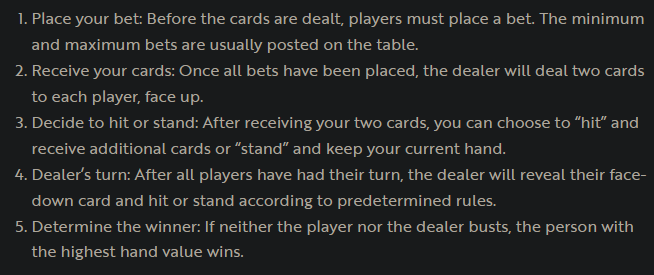 1. Place your bet: Before the cards are dealt, players must place a bet. The minimum
and maximum bets are usually posted on the table.
2. Receive your cards: Once all bets have been placed, the dealer will deal two cards
to each player, face up.
3. Decide to hit or stand: After receiving your two cards, you can choose to “hit” and
receive additional cards or “stand” and keep your current hand.
4. Dealer’s turn: After all players have had their turn, the dealer will reveal their face-
down card and hit or stand according to predetermined rules.
5. Determine the winner: If neither the player nor the dealer busts, the person with
the highest hand value wins.